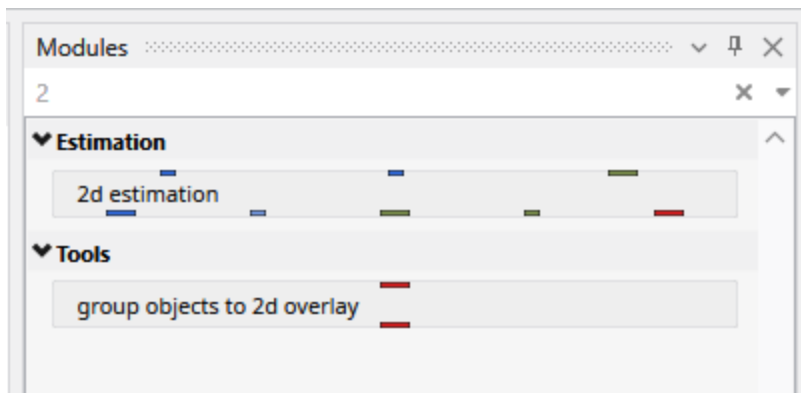 Modules
2
Estimation
2d estimation
Tools
group objects to 2d overlay